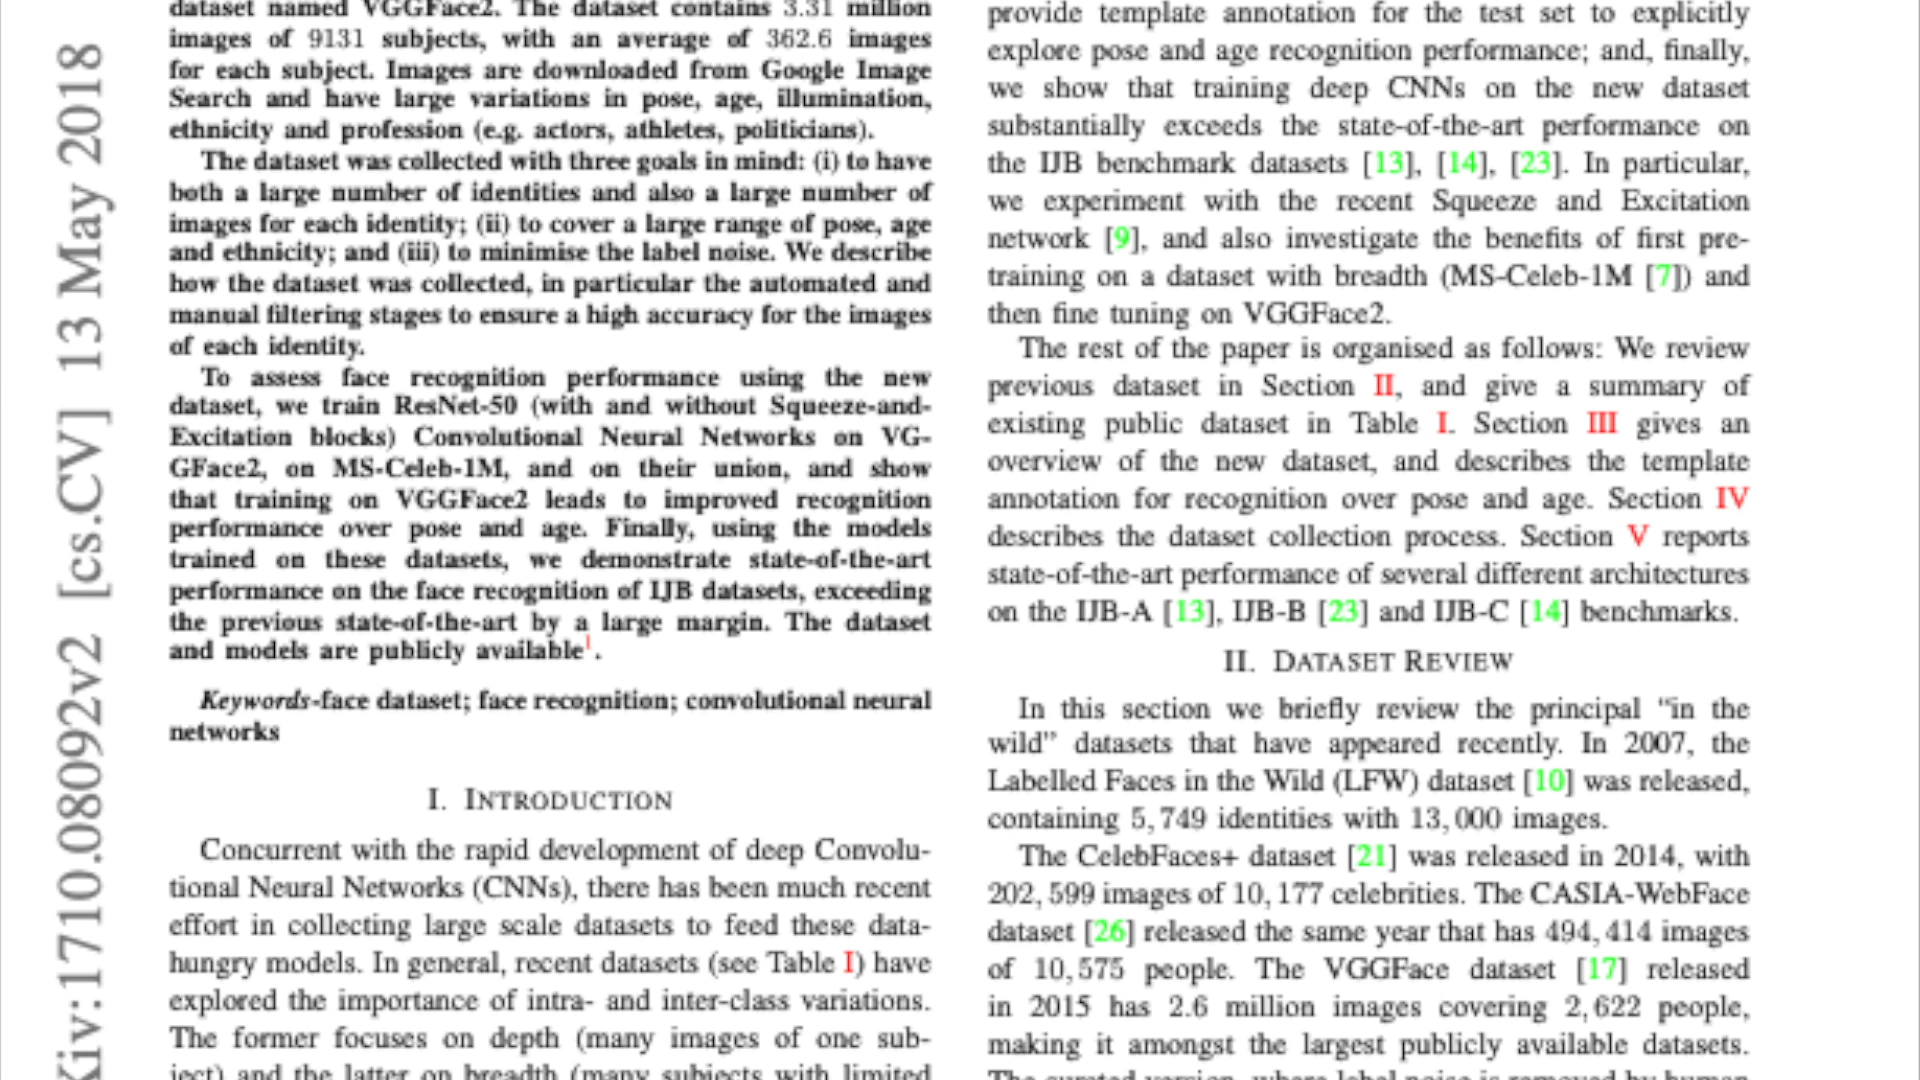 Kiv:1710.08092v2 [cs.CV] 13 May 2018
dataset named VGGFace2. The dataset contains 3.31 million
images of 9131 subjects, with an average of 362.6 images
for each subject. Images are downloaded from Google Image
Search and have large variations in pose, age, illumination,
ethnicity and profession (e.g. actors, athletes, politicians).
The dataset was collected with three goals in mind: (i) to have
both a large number of identities and also a large number of
images for each identity; (ii) to cover a large range of pose, age
and ethnicity; and (iii) to minimise the label noise. We describe
how the dataset was collected, in particular the automated and
manual filtering stages to ensure a high accuracy for the images
of each identity.
To assess face recognition performance using the new
dataset, we train ResNet-50 (with and without Squeeze-and-
Excitation blocks) Convolutional Neural Networks on VG-
GFace2, on MS-Celeb-1M, and on their union, and show
that training on VGGFace2 leads to improved recognition
performance over pose and age. Finally, using the models
trained on these datasets, we demonstrate state-of-the-art
performance on the face recognition of IJB datasets, exceeding
the previous state-of-the-art by a large margin. The dataset
and models are publicly available1.
Keywords-face dataset; face recognition; convolutional neural
networks
I. INTRODUCTION
Concurrent with the rapid development of deep Convolu-
tional Neural Networks (CNNs), there has been much recent
effort in collecting large scale datasets to feed these data-
hungry models. In general, recent datasets (see Table I) have
explored the importance of intra- and inter-class variations.
The former focuses on depth (many images of one sub-
ject) and the latter on breadth (many subjects with limited
provide template annotation for the test set to explicitly
explore pose and age recognition performance; and, finally,
we show that training deep CNNs on the new dataset
substantially exceeds the state-of-the-art performance on
the IJB benchmark datasets [13], [14], [23]. In particular,
we experiment with the recent Squeeze and Excitation
network [9], and also investigate the benefits of first pre-
training on a dataset with breadth (MS-Celeb-1M [7]) and
then fine tuning on VGGFace2.
The rest of the paper is organised as follows: We review
previous dataset in Section II, and give a summary of
existing public dataset in Table I. Section III gives an
overview of the new dataset, and describes the template
annotation for recognition over pose and age. Section IV
describes the dataset collection process. Section V reports
state-of-the-art performance of several different architectures
on the IJB-A [13], IJB-B [23] and IJB-C [14] benchmarks.
II. DATASET REVIEW
In this section we briefly review the principal “in the
wild” datasets that have appeared recently. In 2007, the
Labelled Faces in the Wild (LFW) dataset [10] was released,
containing 5,749 identities with 13,000 images.
The CelebFaces+ dataset [21] was released in 2014, with
202,599 images of 10,177 celebrities. The CASIA-WebFace
dataset [26] released the same year that has 494,414 images
of 10,575 people. The VGGFace dataset [17] released
in 2015 has 2.6 million images covering 2,622 people,
making it amongst the largest publicly available datasets.
The curated version, where label noise is removed by human